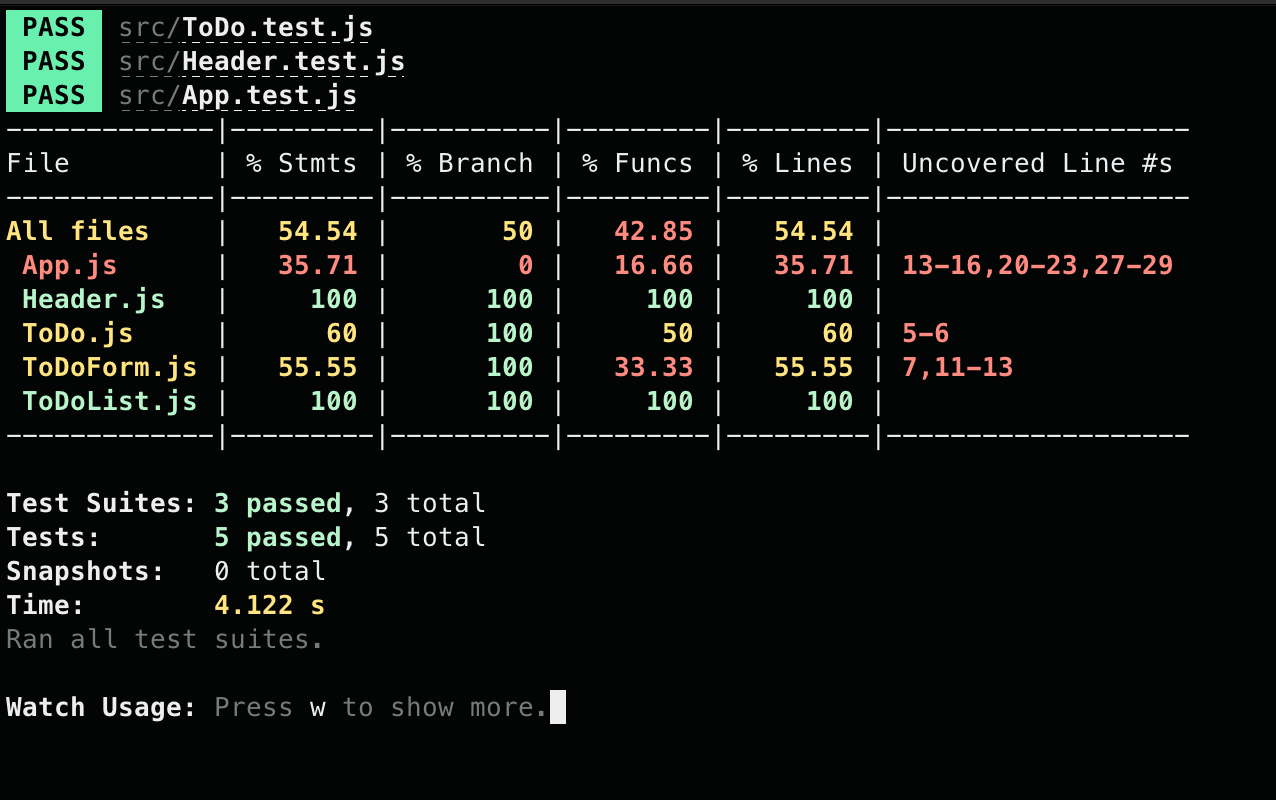 PASS src/ToDo.test.js
PASS src/Header.test.js
PASS src/App.test.js
-------------|---------|----------|---------|---------|-------------------
File         | % Stmts | % Branch | % Funcs | % Lines | Uncovered Line #s
-------------|---------|----------|---------|---------|-------------------
All files    |   54.54 |       50 |   42.85 |   54.54 |
 App.js      |   35.71 |        0 |   16.66 |   35.71 | 13-16,20-23,27-29
 Header.js   |     100 |      100 |     100 |     100 |
 ToDo.js     |      60 |      100 |      50 |      60 | 5-6
 ToDoForm.js |   55.55 |      100 |   33.33 |   55.55 | 7,11-13
 ToDoList.js |     100 |      100 |     100 |     100 |
-------------|---------|----------|---------|---------|-------------------
Test Suites: 3 passed, 3 total
Tests:       5 passed, 5 total
Snapshots:   0 total
Time:        4.122 s
Ran all test suites.
Watch Usage: Press w to show more.